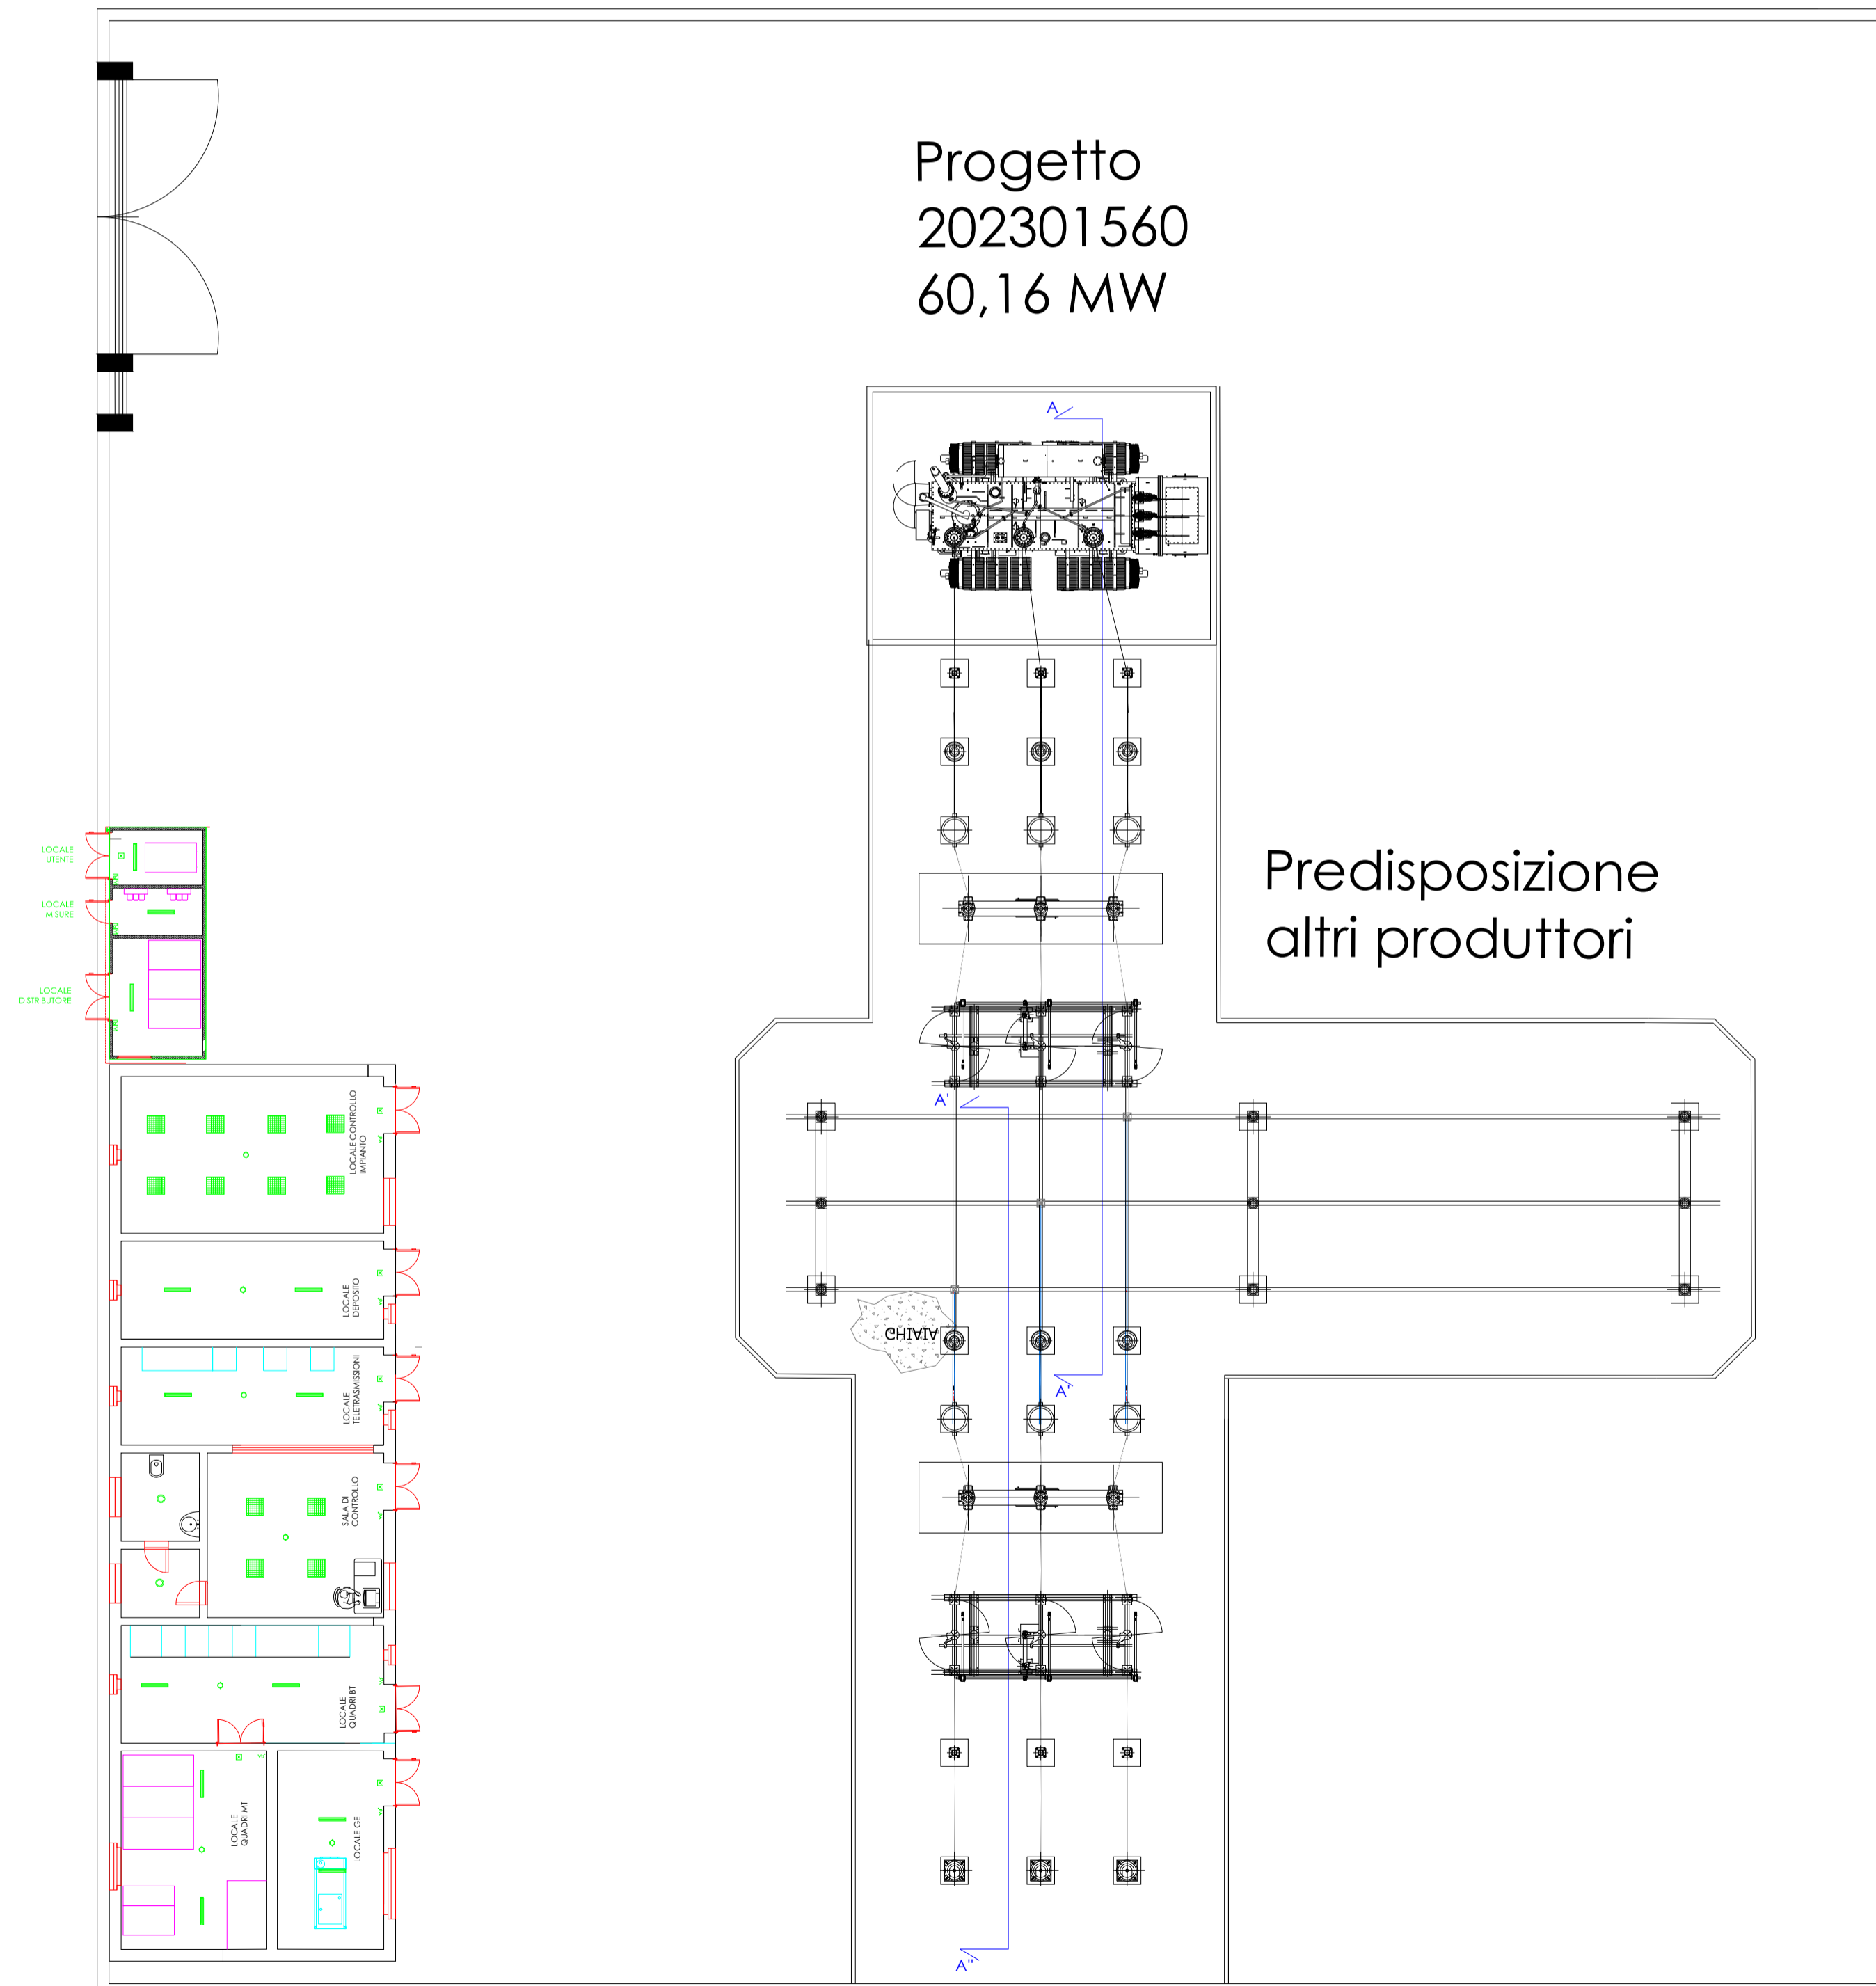 Progetto
202301560
60,16 MW
A
LOCALE
UTENTE
LOCALE
MISURE
LOCALE
DISTRIBUTORE
Predisposizione
altri produttori
LOCALE CONTROLLO
IMPIANTO
A'
LOCALE
DEPOSITO
GHIAIA
LOCALE
TELETRASMISSIONI
A'
SALA DI
CONTROLLO
LOCALE
QUADRI BT
LOCALE
QUADRI MT
LOCALE GE
A"